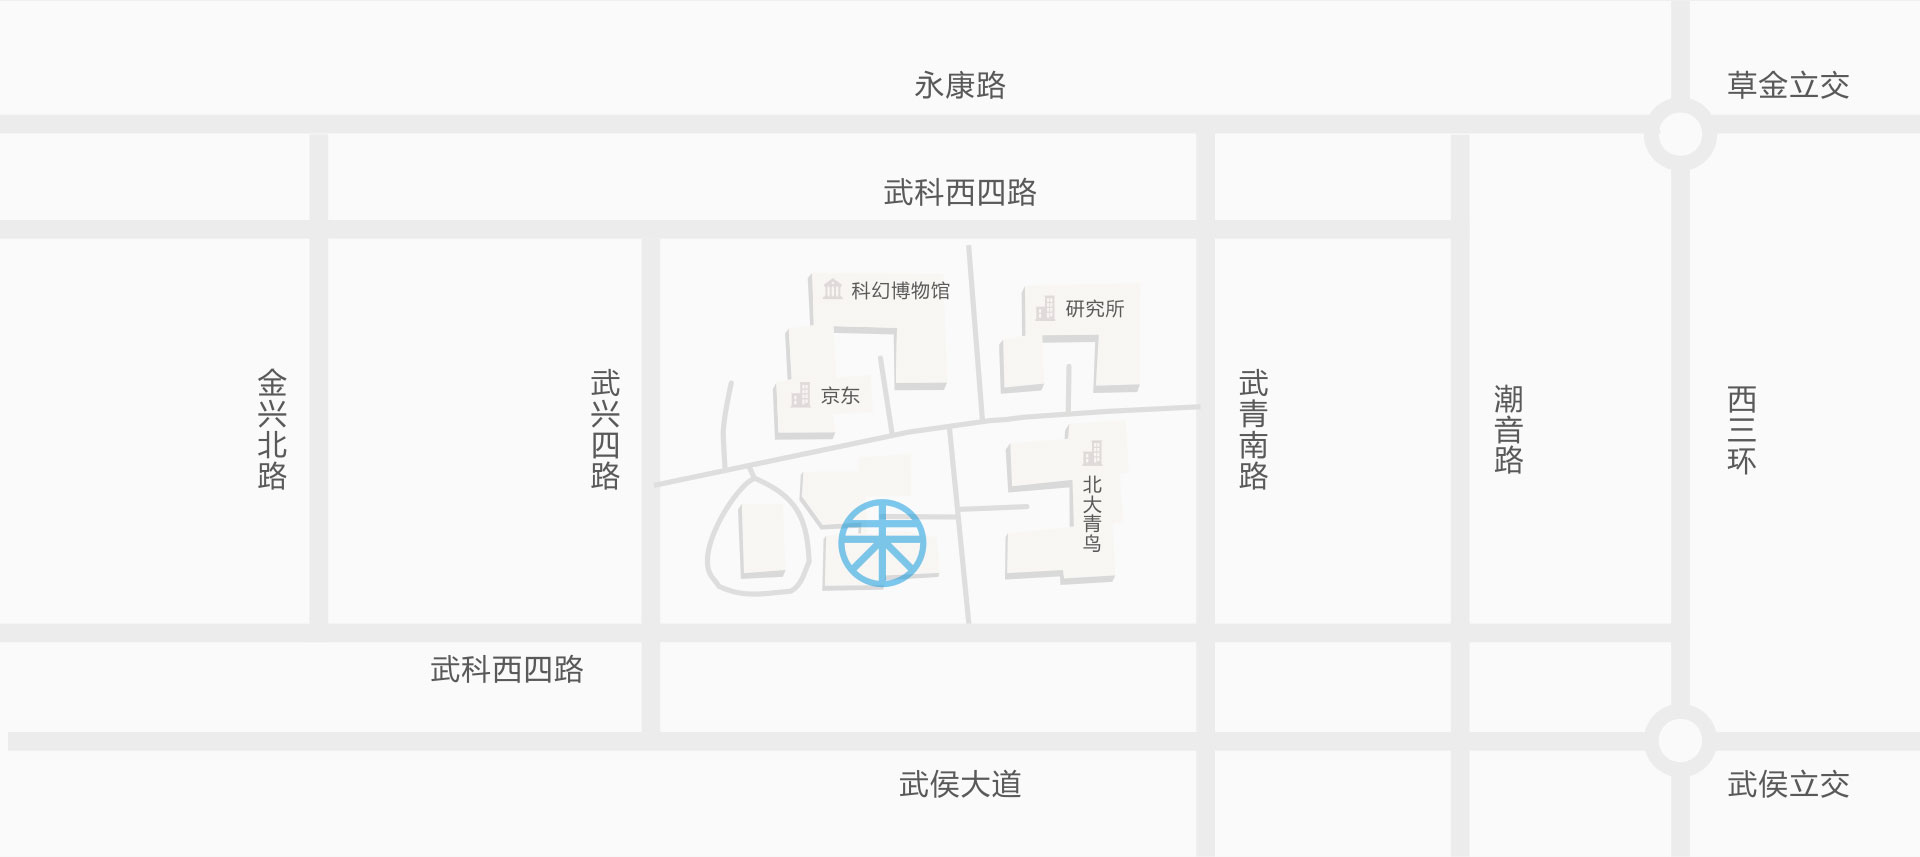 永康路
草金立交
武科西四路
科幻博物馆
研究所
京东
金兴北路
武兴四路
武青南路
潮音路
西三环
北大青鸟
武科西四路
武侯大道
武侯立交